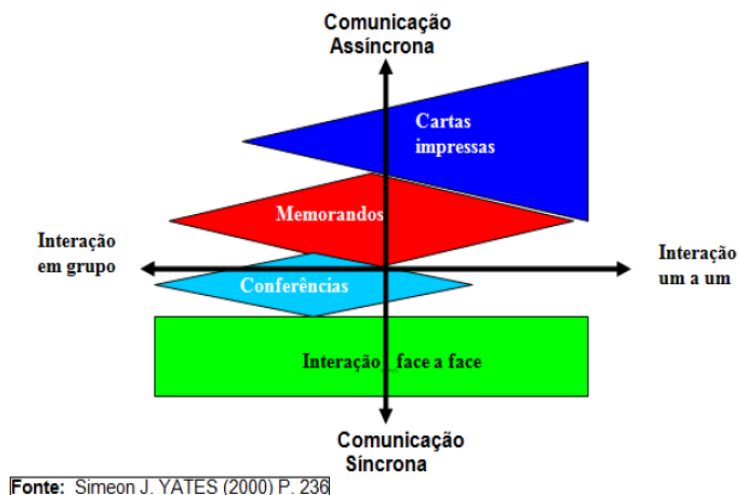 Comunicação
Assíncrona
Cartas
impressas
Memorandos
Interação
em grupo
Interação
um a um
Conferências
Interação face a face
Comunicação
Síncrona
Fonte: Simeon J. YATES (2000) P. 236